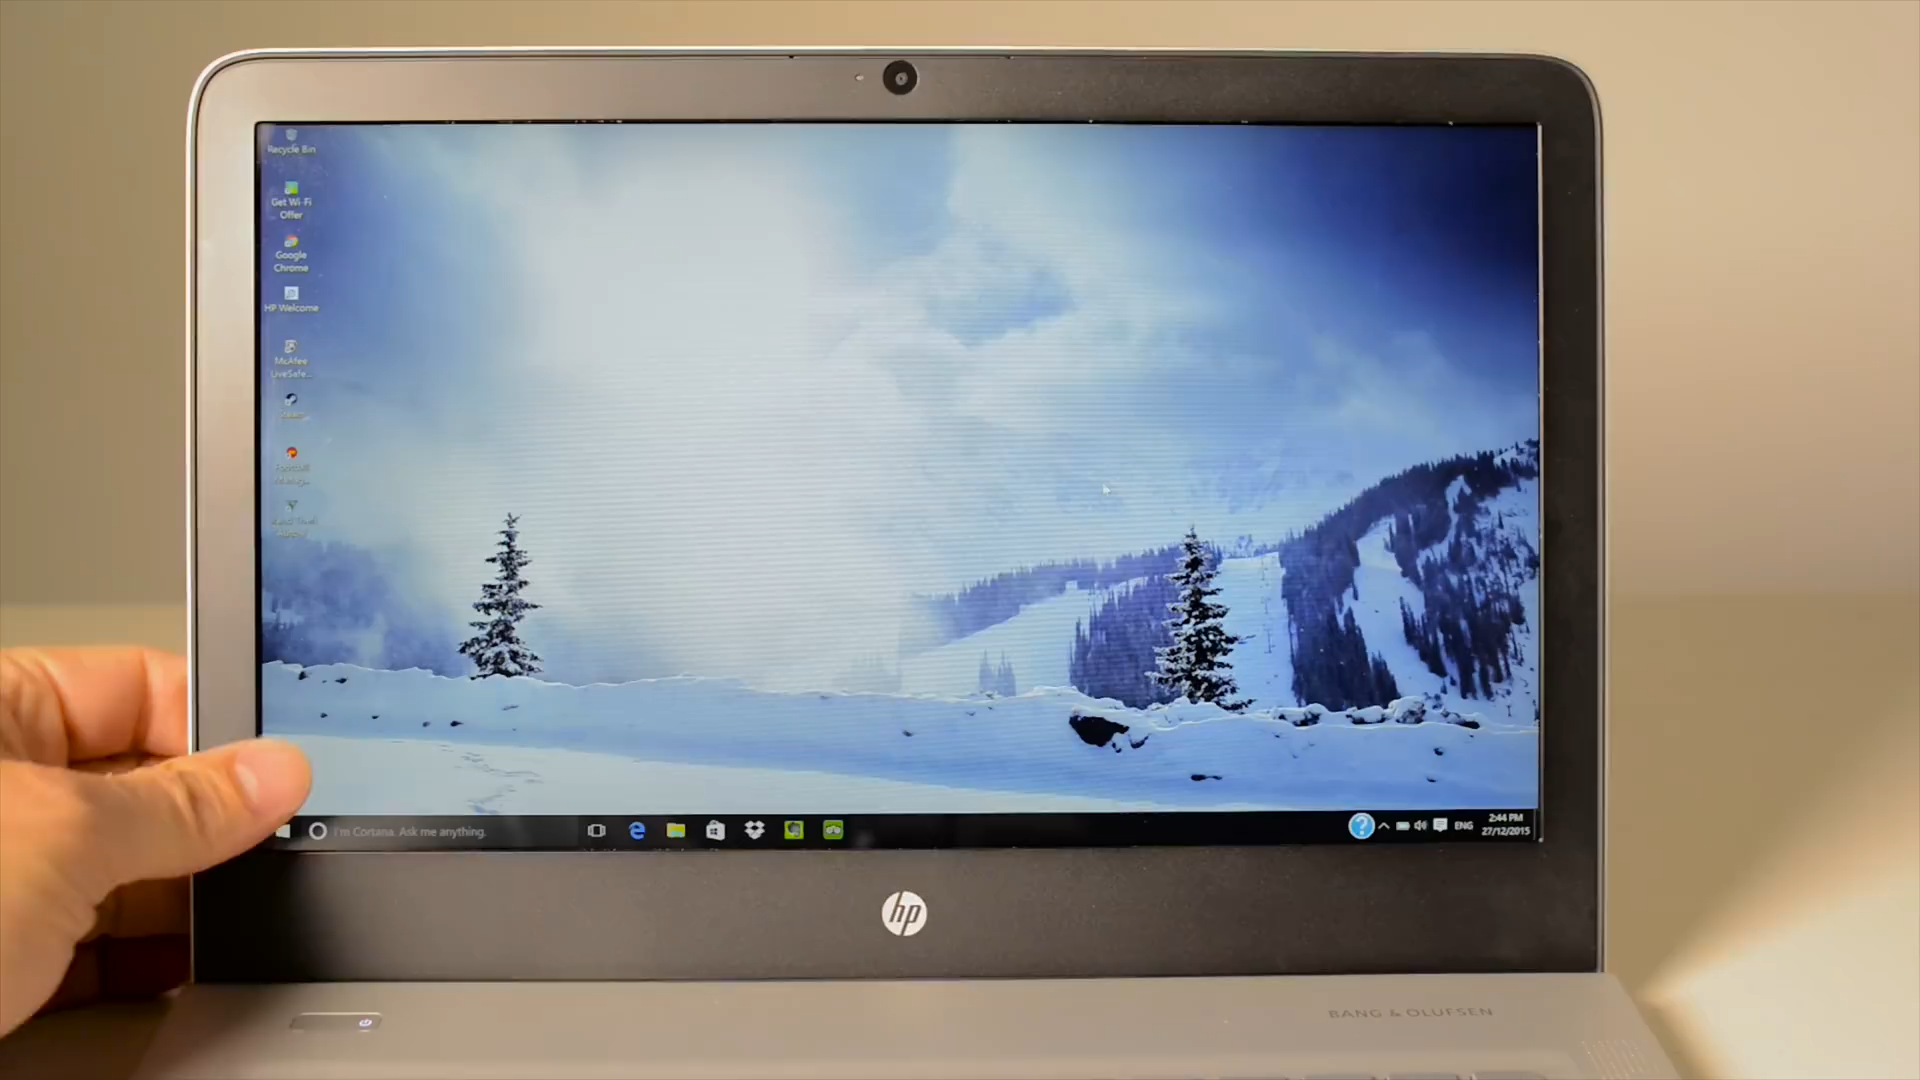 Recycle Bin
Get Wi-Fi
Offer
Google
Chrome
HP Welcome
McAfee
LiveSafe...
I'm Cortana. Ask me anything.
ENG
2:44 PM
27/12/2015
hp
BANG & OLUFSEN